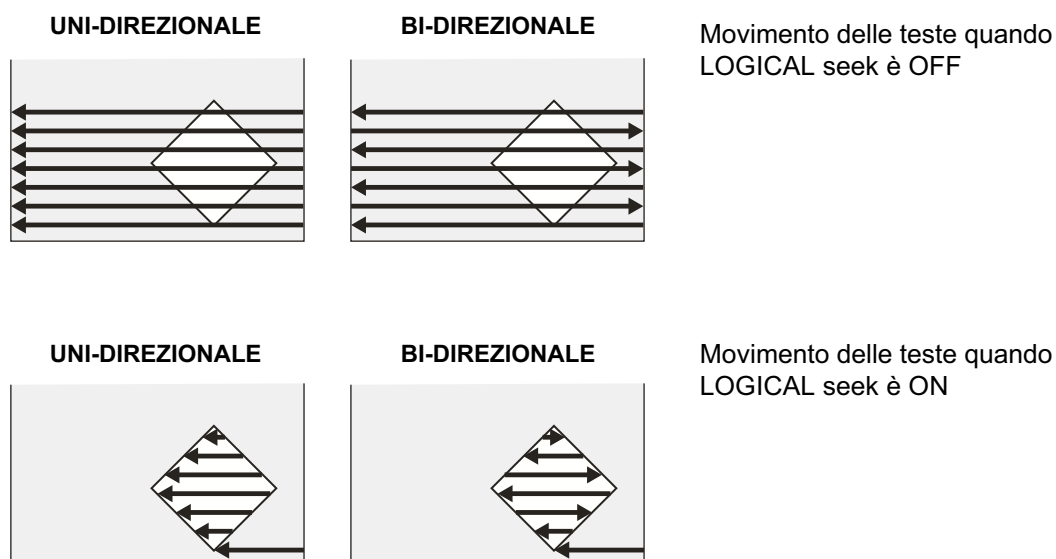 UNI-DIREZIONALE
BI-DIREZIONALE
Movimento delle teste quando
LOGICAL seek è OFF
UNI-DIREZIONALE
BI-DIREZIONALE
Movimento delle teste quando
LOGICAL seek è ON